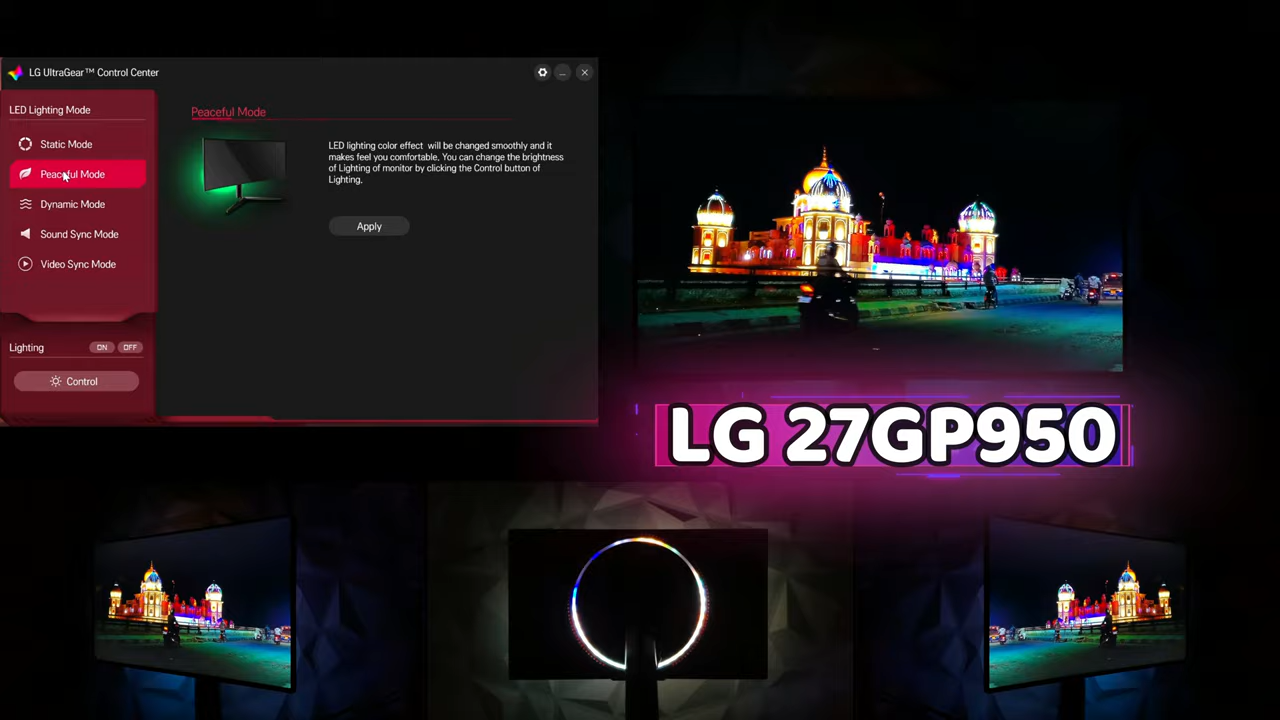 LG UltraGear™ Control Center
LED Lighting Mode
Static Mode
Peaceful Mode
Dynamic Mode
Sound Sync Mode
Video Sync Mode
Lighting
ON OFF
Control
Peaceful Mode
LED lighting color effect will be changed smoothly and it
makes feel you comfortable. You can change the brightness
of Lighting of monitor by clicking the Control button of
Lighting.
Apply
LG 27GP950